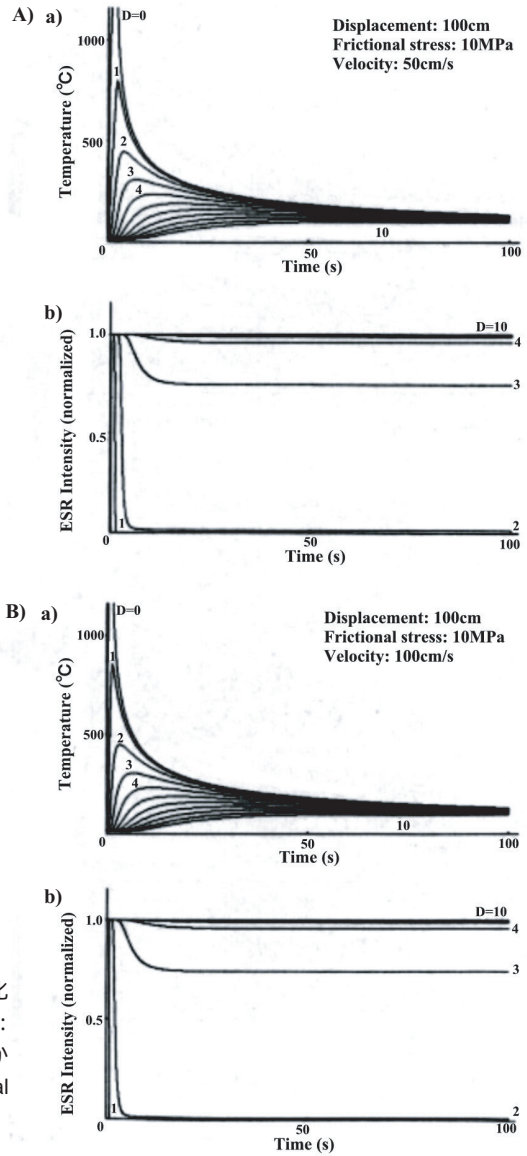 A) a)
D=0
Displacement: 100cm
Frictional stress: 10MPa
Velocity: 50cm/s
Temperature (℃)
1000
500
0
1
2
3
4
10
50
100
Time (s)
b)
ESR Intensity (normalized)
1.0
0.5
0
D=10
4
3
2
1
50
100
Time (s)
B) a)
D=0
Displacement: 100cm
Frictional stress: 10MPa
Velocity: 100cm/s
Temperature (℃)
1000
500
0
1
2
3
4
10
50
100
Time (s)
b)
ESR Intensity (normalized)
1.0
0.5
0
D=10
4
3
2
1
50
100
Time (s)
al